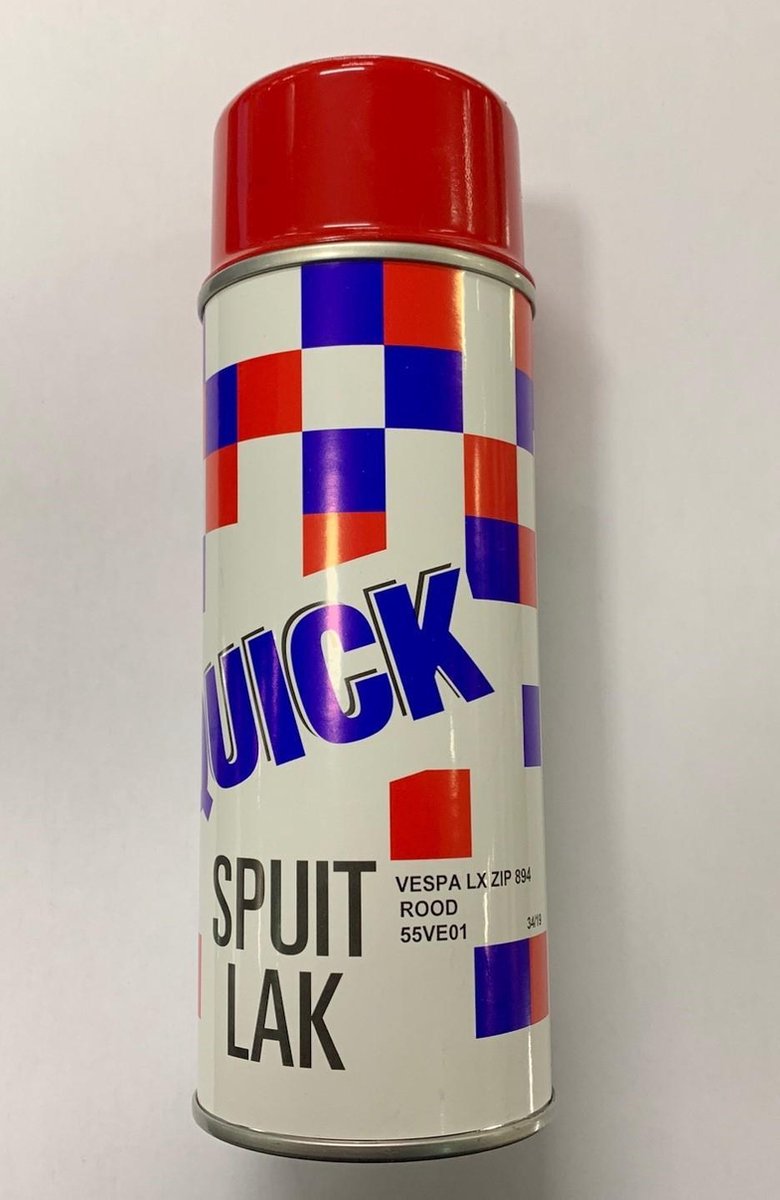 QUICK
SPUIT
LAK
VESPA LX ZIP 894
ROOD
55VE01
34/19